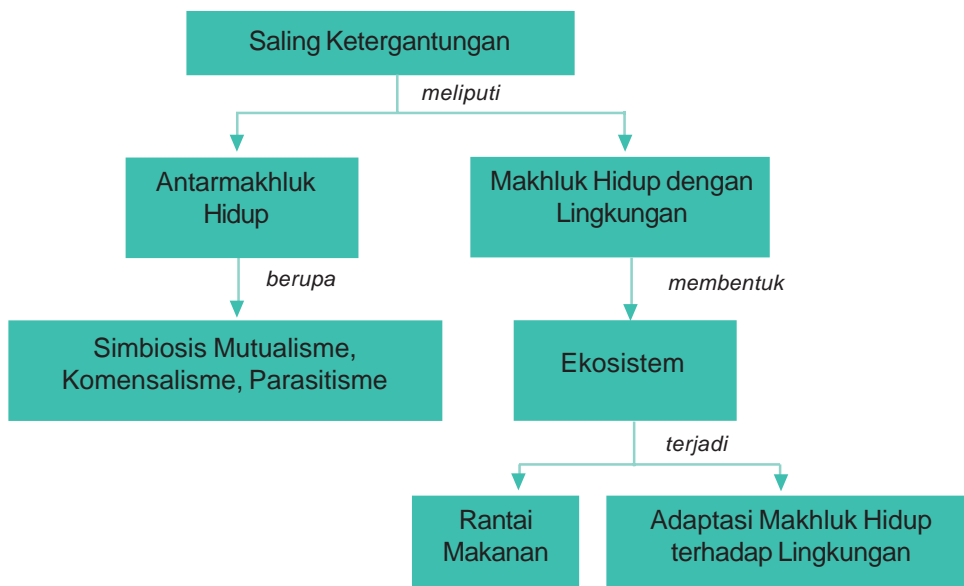 Saling Ketergantungan
meliputi
Antarmakhluk
Hidup
Makhluk Hidup dengan
Lingkungan
berupa
membentuk
Simbiosis Mutualisme,
Komensalisme, Parasitisme
Ekosistem
terjadi
Rantai
Makanan
Adaptasi Makhluk Hidup
terhadap Lingkungan